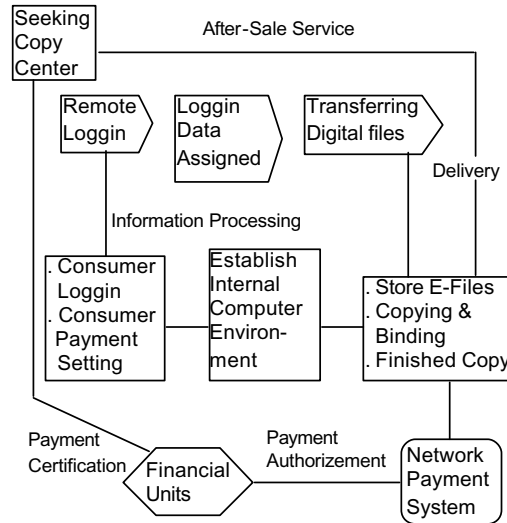 Seeking
Copy
Center
After-Sale Service
Remote
Loggin
Loggin
Data
Assigned
Transferring
Digital files
Delivery
Information Processing
. Consumer
Loggin
. Consumer
Payment
Setting
Establish
Internal
Computer
Environ-
ment
. Store E-Files
. Copying &
Binding
. Finished Copy
Payment
Certification
Financial
Units
Payment
Authorizement
Network
Payment
System